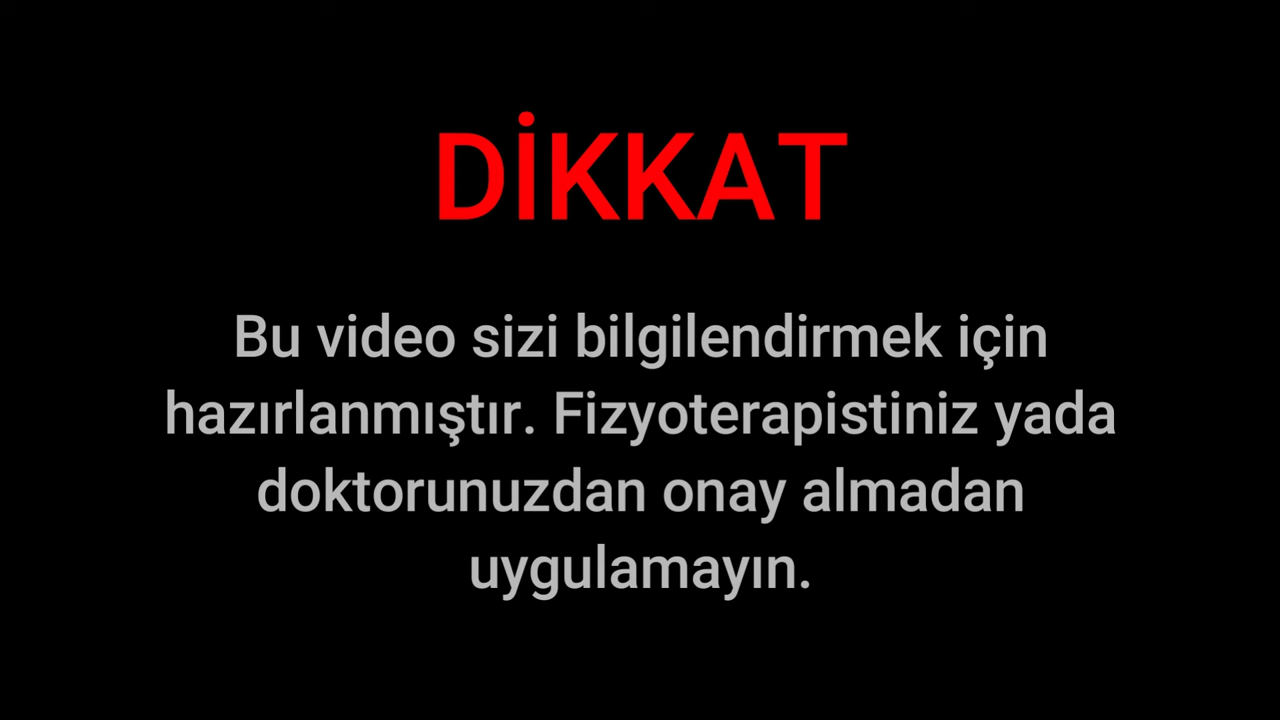 DİKKAT
Bu video sizi bilgilendirmek için
hazırlanmıştır. Fizyoterapistiniz yada
doktorunuzdan onay almadan
uygulamayın.